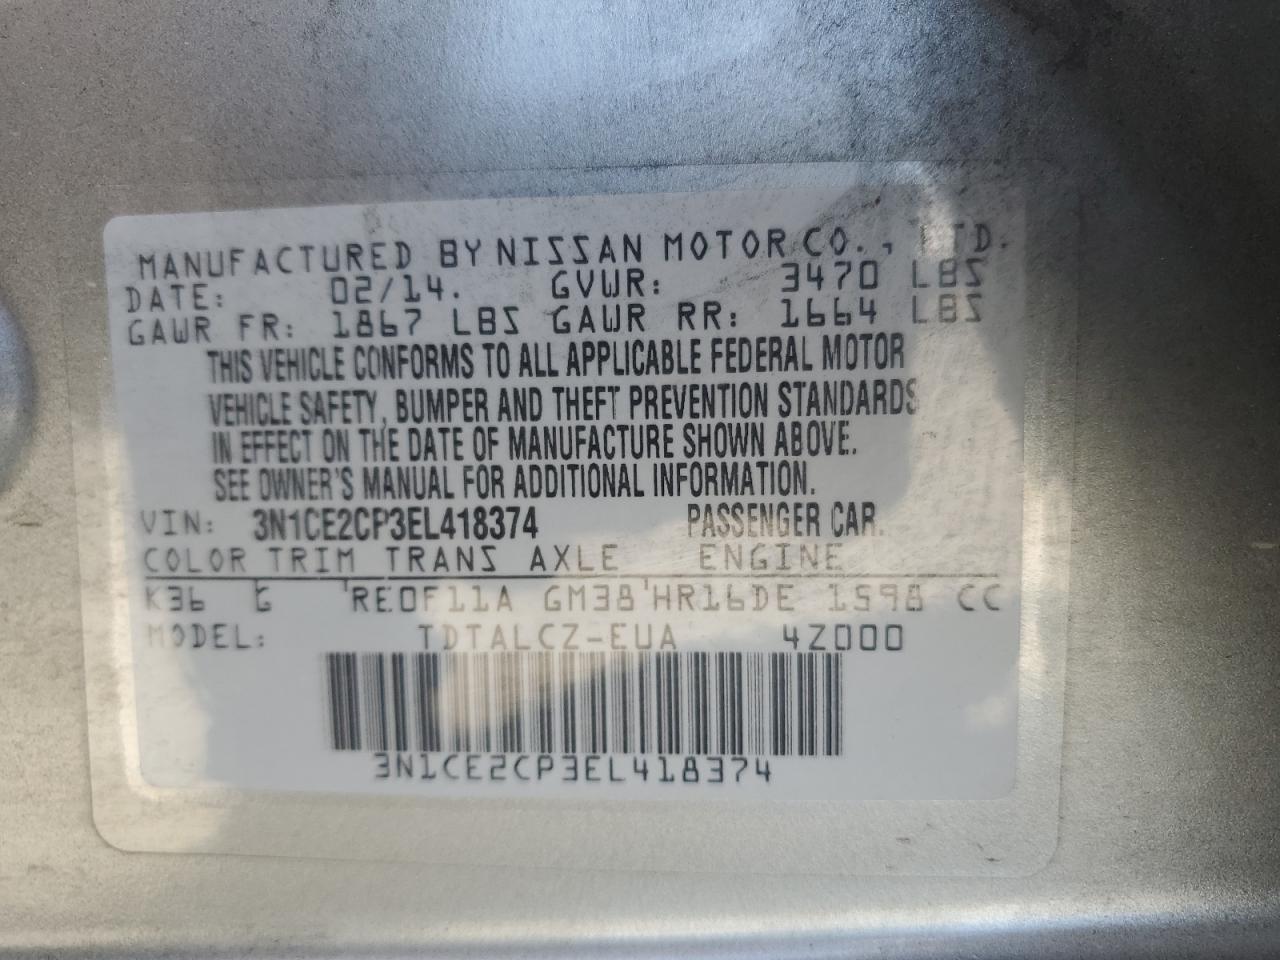 MANUFACTURED BY NISSAN MOTOR CO., LTD.
DATE: 02/14. GVWR: 3470 LBS
GAWR FR: 1867 LBS GAWR RR: 1664 LBS
THIS VEHICLE CONFORMS TO ALL APPLICABLE FEDERAL MOTOR
VEHICLE SAFETY, BUMPER AND THEFT PREVENTION STANDARDS
IN EFFECT ON THE DATE OF MANUFACTURE SHOWN ABOVE.
SEE OWNER'S MANUAL FOR ADDITIONAL INFORMATION.
VIN: 3N1CE2CP3EL418374 PASSENGER CAR.
COLOR TRIM TRANS AXLE ENGINE
K36 G RE0F11A GM38 HR16DE 1598 CC
MODEL: TDTALCZ-EUA 4Z000
3N1CE2CP3EL418374